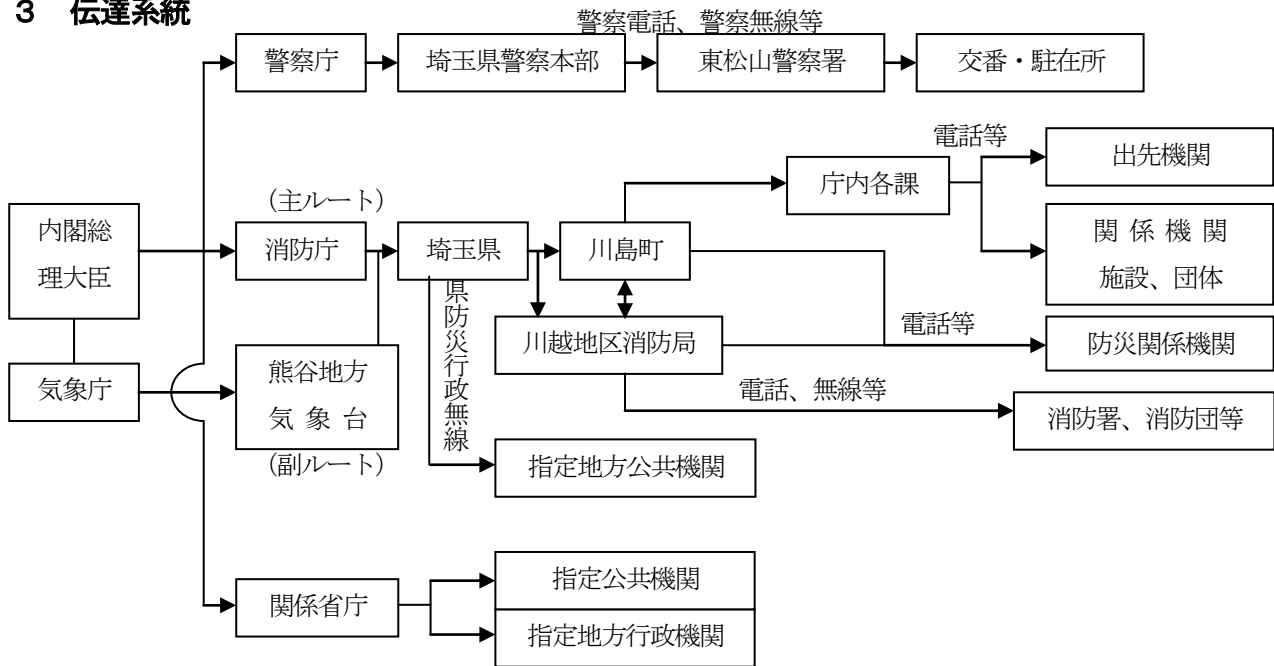 3 伝達系統
警察電話、警察無線等
警察庁
埼玉県警察本部
東松山警察署
交番・駐在所
電話等
出先機関
庁内各課
関係機関
施設、団体
(主ルート)
内閣総
理大臣
消防庁
埼玉県
川島町
県防災行政無線
川越地区消防局
電話等
防災関係機関
気象庁
熊谷地方
気象台
(副ルート)
電話、無線等
消防署、消防団等
指定地方公共機関
関係省庁
指定公共機関
指定地方行政機関